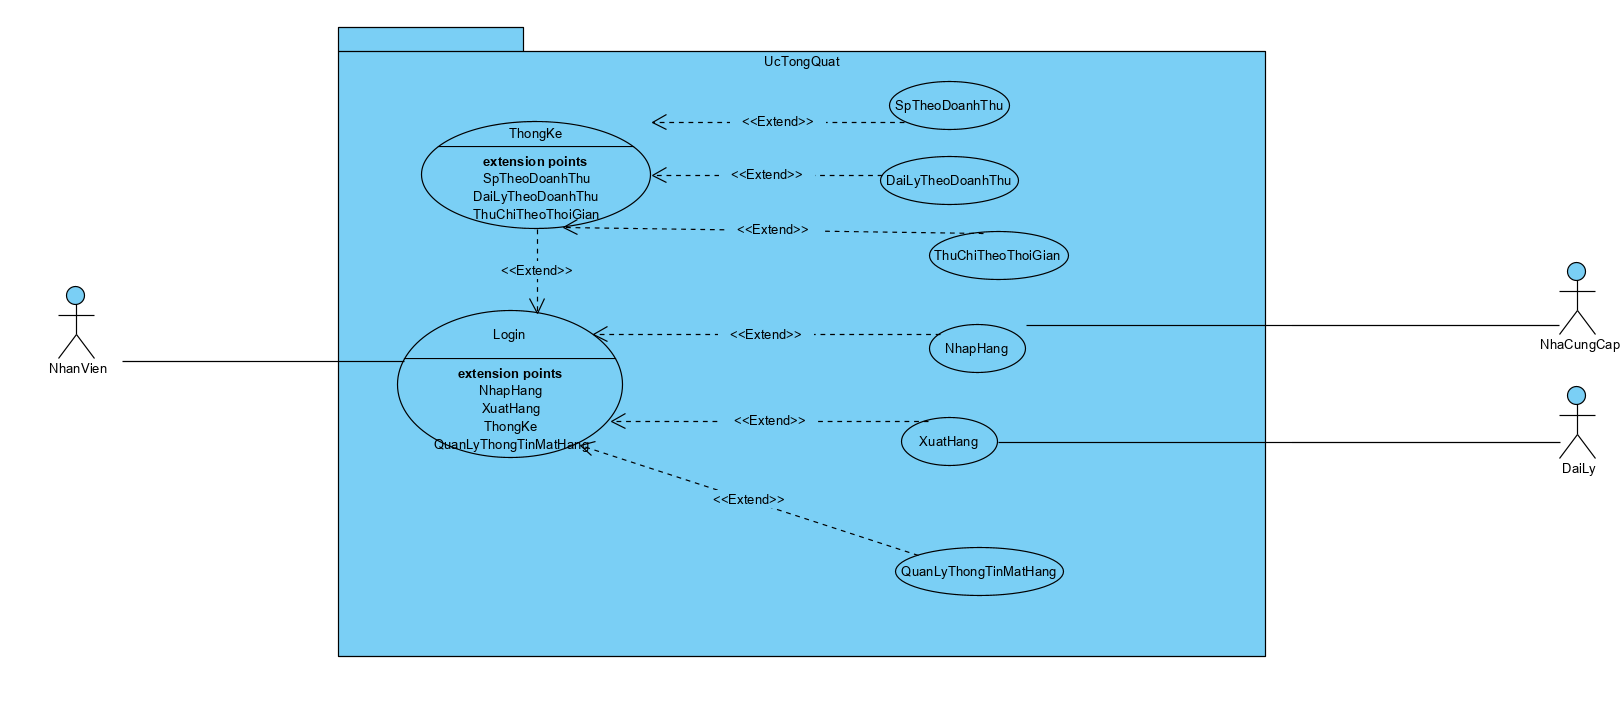 UcTongQuat
SpTheoDoanhThu
<<Extend>>
ThongKe
extension points
SpTheoDoanhThu
DaiLyTheoDoanhThu
ThuChiTheoThoiGian
<<Extend>>
DaiLyTheoDoanhThu
<<Extend>>
ThuChiTheoThoiGian
<<Extend>>
NhanVien
Login
extension points
NhapHang
XuatHang
ThongKe
QuanLyThongTinMatHang
<<Extend>>
NhapHang
NhaCungCap
<<Extend>>
XuatHang
DaiLy
<<Extend>>
QuanLyThongTinMatHang